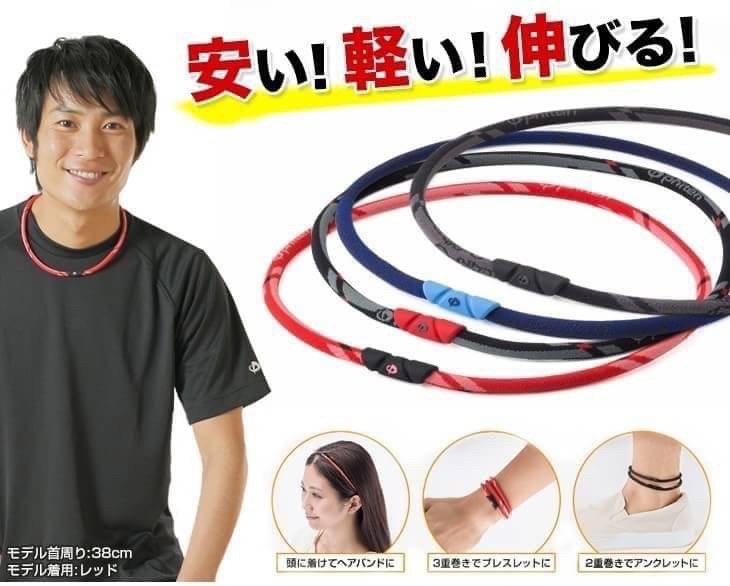 安い!軽い!伸びる!
phiten
phiten
phiten
モデル首周り:38cm
モデル着用:レッド
頭に着けてヘアバンドに
3重巻きでブレスレットに
2重巻きでアンクレットに